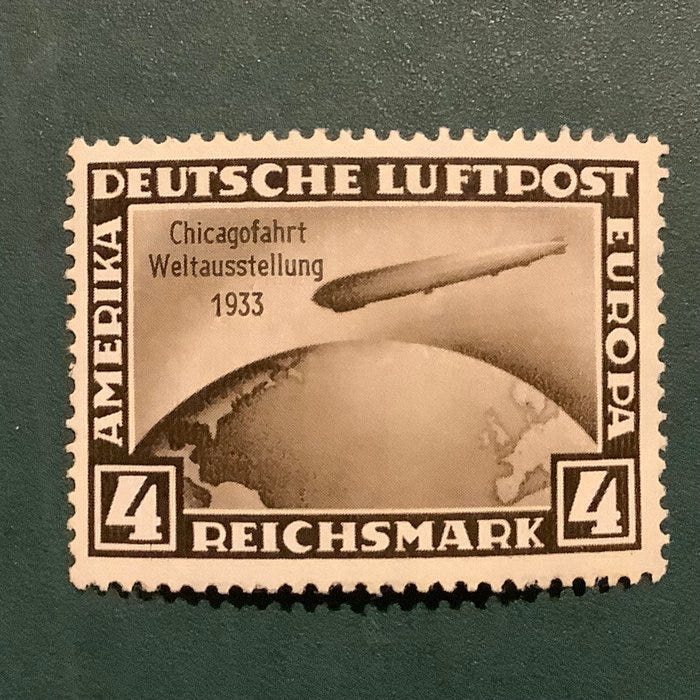 DEUTSCHE LUFTPOST
AMERIKA
EUROPA
Chicagofahrt
Weltausstellung
1933
4
REICHSMARK
4